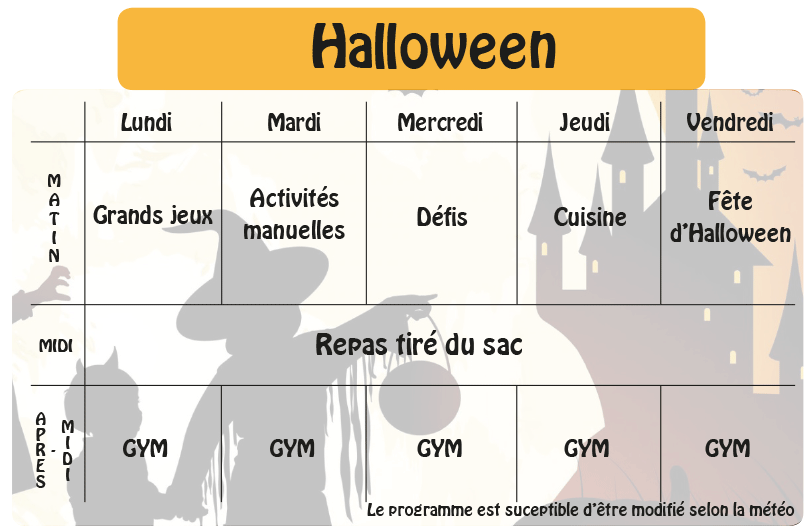 Halloween
Lundi Mardi Mercredi Jeudi Vendredi
MATIN
Grands jeux
Activités
manuelles
Défis
Cuisine
Fête
d'Halloween
MIDI
Repas tiré du sac
APRES
-
MIDI
GYM GYM GYM GYM GYM
Le programme est suceptible d'être modifié selon la météo